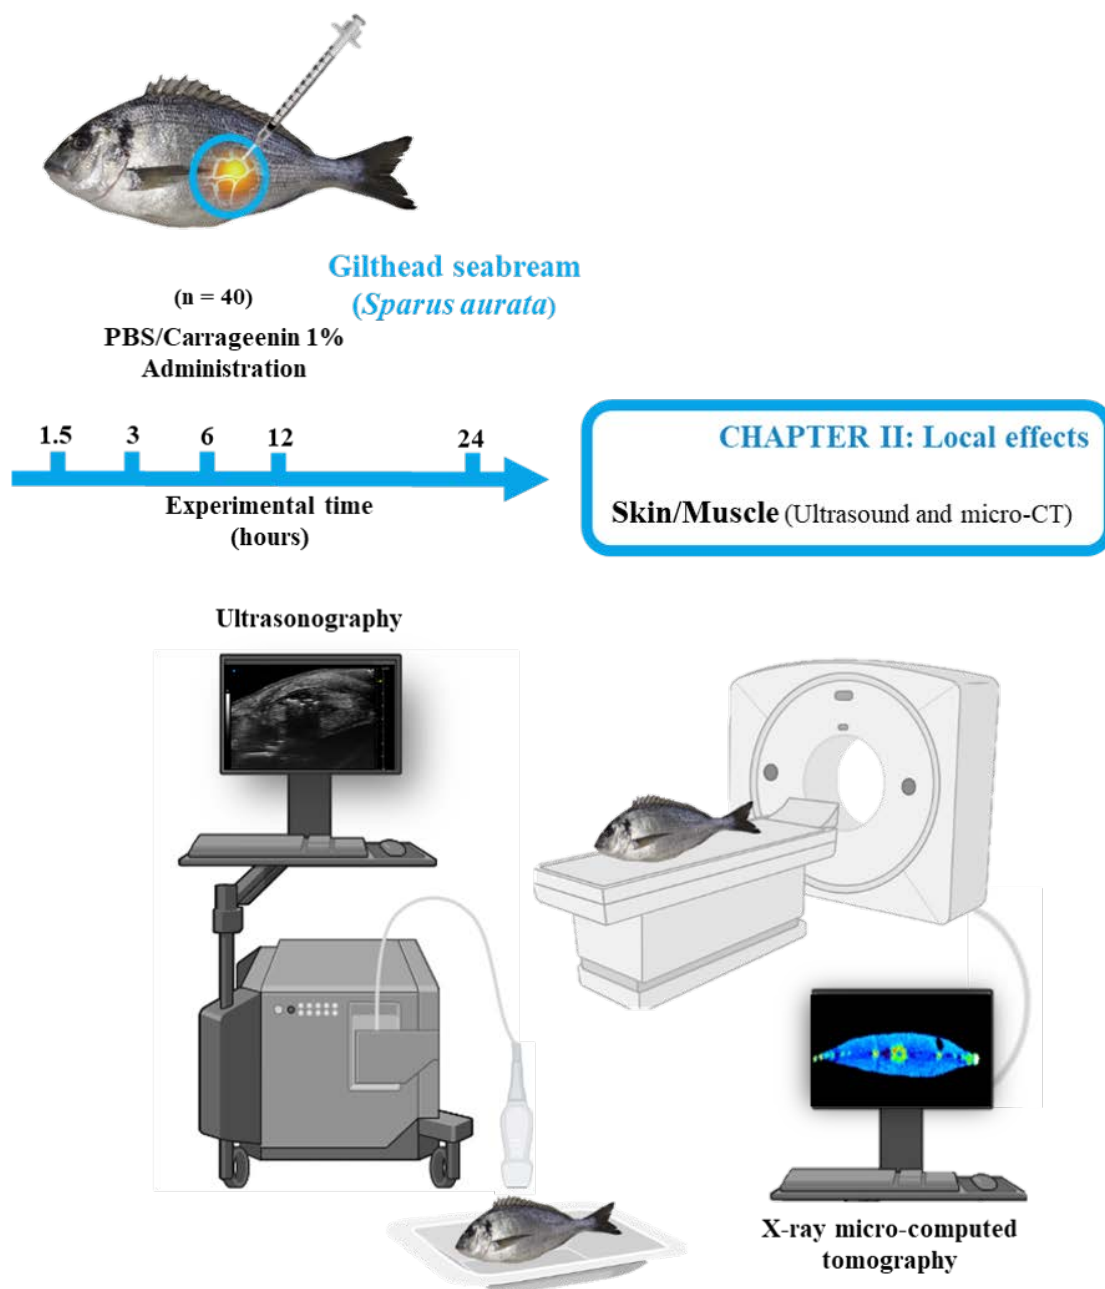 Gilthead seabream
(Sparus aurata)
(n = 40)
PBS/Carrageenin 1%
Administration
1.5 3 6 12 24
Experimental time
(hours)
CHAPTER II: Local effects
Skin/Muscle (Ultrasound and micro-CT)
Ultrasonography
X-ray micro-computed
tomography